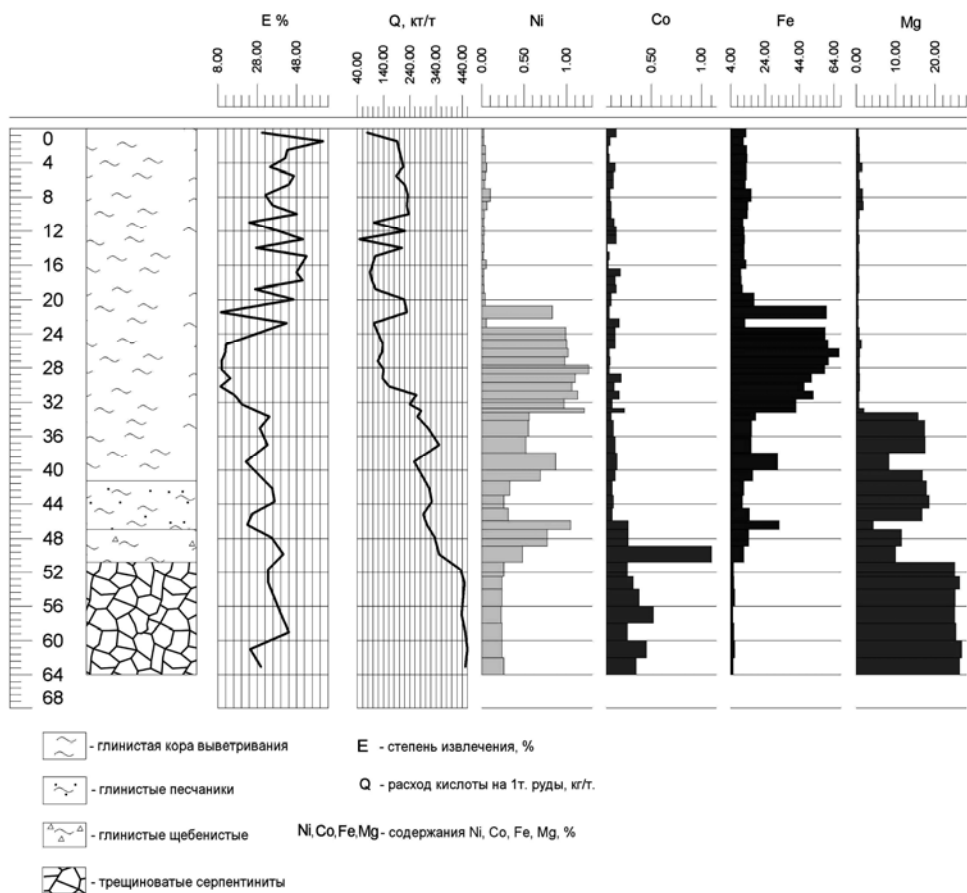 E % Q, кт/т Ni Co Fe Mg
8.00 28.00 48.00 40.00 140.00 240.00 340.00 440.00 0.00 0.50 1.00 0.50 1.00 4.00 24.00 44.00 64.00 0.00 10.00 20.00
0
4
8
12
16
20
24
28
32
36
40
44
48
52
56
60
64
68
- глинистая кора выветривания
E - степень извлечения, %
- глинистые песчаники
Q - расход кислоты на 1т. руды, кг/т.
- глинистые щебенистые
Ni,Co,Fe,Mg - содержания Ni, Co, Fe, Mg, %
- трещиноватые серпентиниты